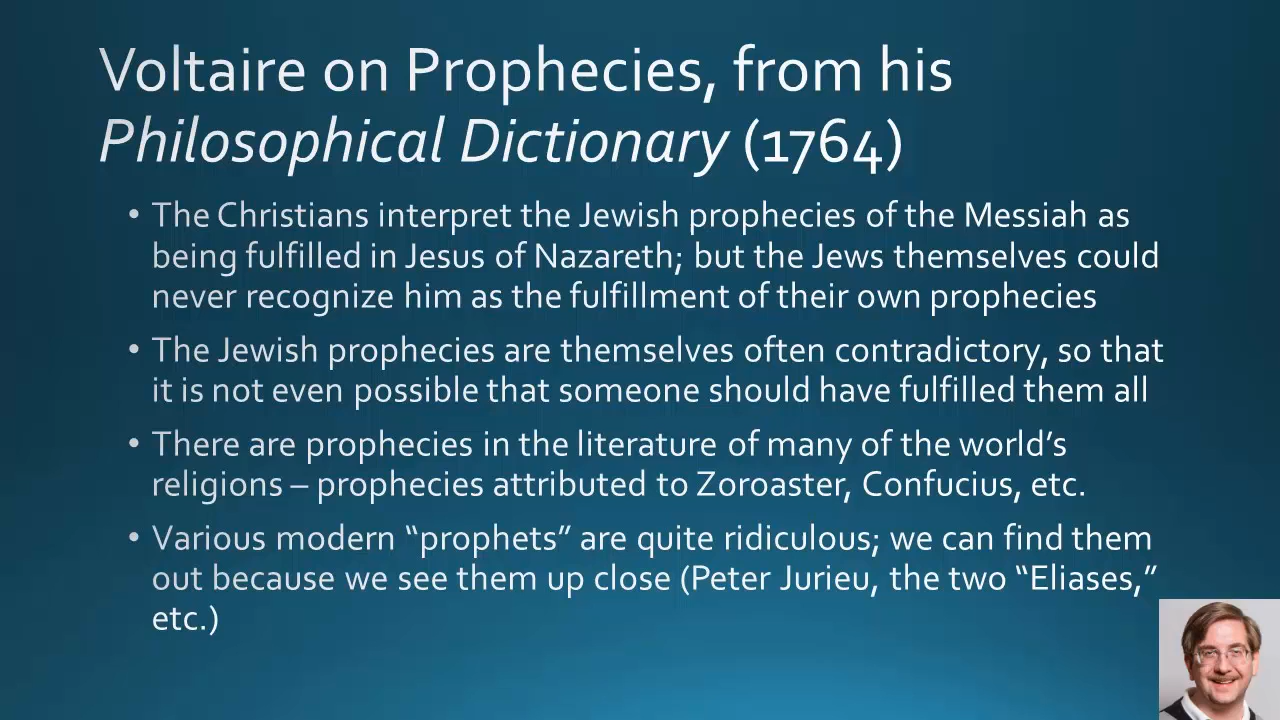 Voltaire on Prophecies, from his
Philosophical Dictionary (1764)
• The Christians interpret the Jewish prophecies of the Messiah as
being fulfilled in Jesus of Nazareth; but the Jews themselves could
never recognize him as the fulfillment of their own prophecies
• The Jewish prophecies are themselves often contradictory, so that
it is not even possible that someone should have fulfilled them all
• There are prophecies in the literature of many of the world’s
religions – prophecies attributed to Zoroaster, Confucius, etc.
• Various modern “prophets” are quite ridiculous; we can find them
out because we see them up close (Peter Jurieu, the two “Eliases,”
etc.)